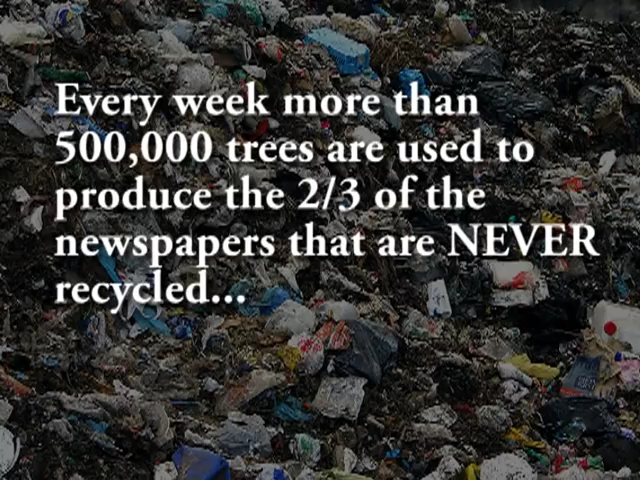 Every week more than
500,000 trees are used to
produce the 2/3 of the
newspapers that are NEVER
recycled...